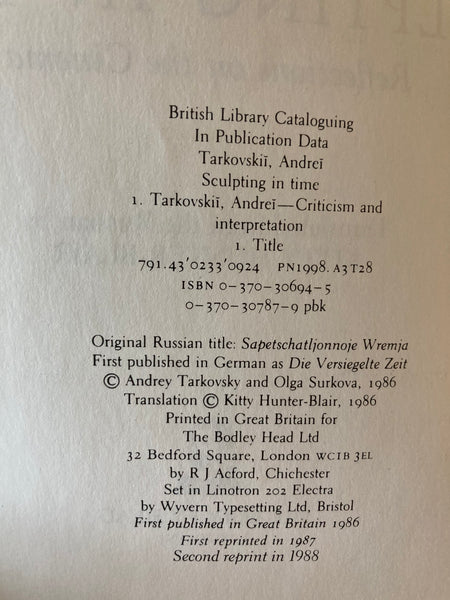 British Library Cataloguing
In Publication Data
Tarkovskiĭ, Andreĭ
Sculpting in time
1. Tarkovskiĭ, Andreĭ—Criticism and
interpretation
1. Title
791.43'0233'0924 PN1998.A3T28
ISBN 0-370-30694-5
0-370-30787-9 pbk
Original Russian title: Sapetschatljonnoje Wremja
First published in German as Die Versiegelte Zeit
© Andrey Tarkovsky and Olga Surkova, 1986
Translation © Kitty Hunter-Blair, 1986
Printed in Great Britain for
The Bodley Head Ltd
32 Bedford Square, London WC1B 3EL
by R J Acford, Chichester
Set in Linotron 202 Electra
by Wyvern Typesetting Ltd, Bristol
First published in Great Britain 1986
First reprinted in 1987
Second reprint in 1988